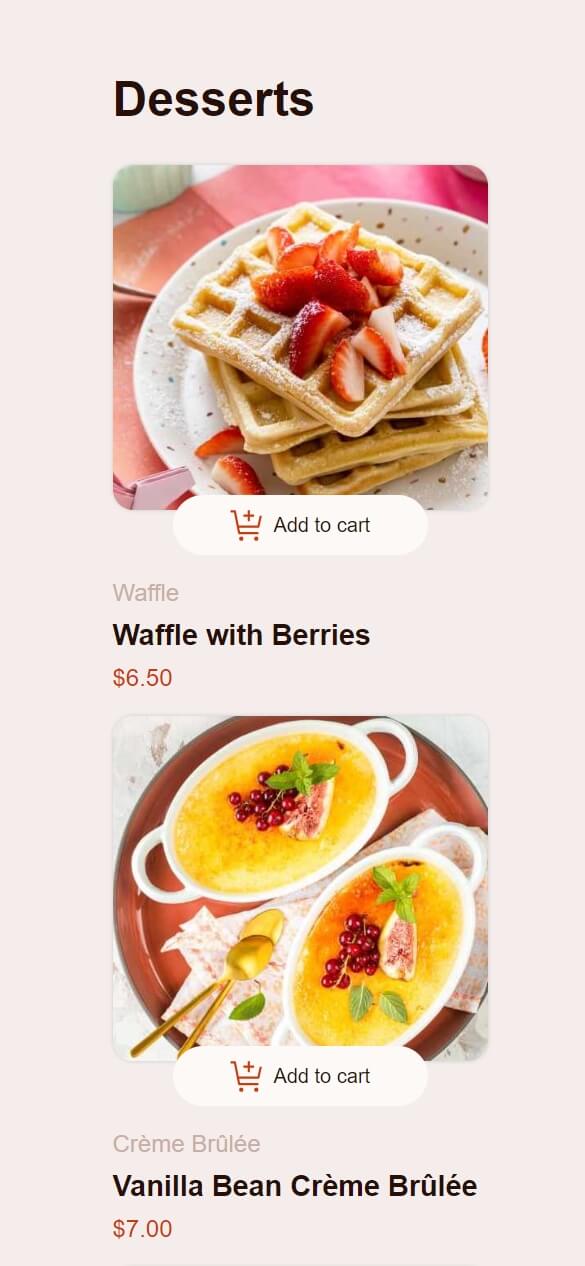 Desserts
Add to cart
Waffle
Waffle with Berries
$6.50
Add to cart
Crème Brûlée
Vanilla Bean Crème Brûlée
$7.00